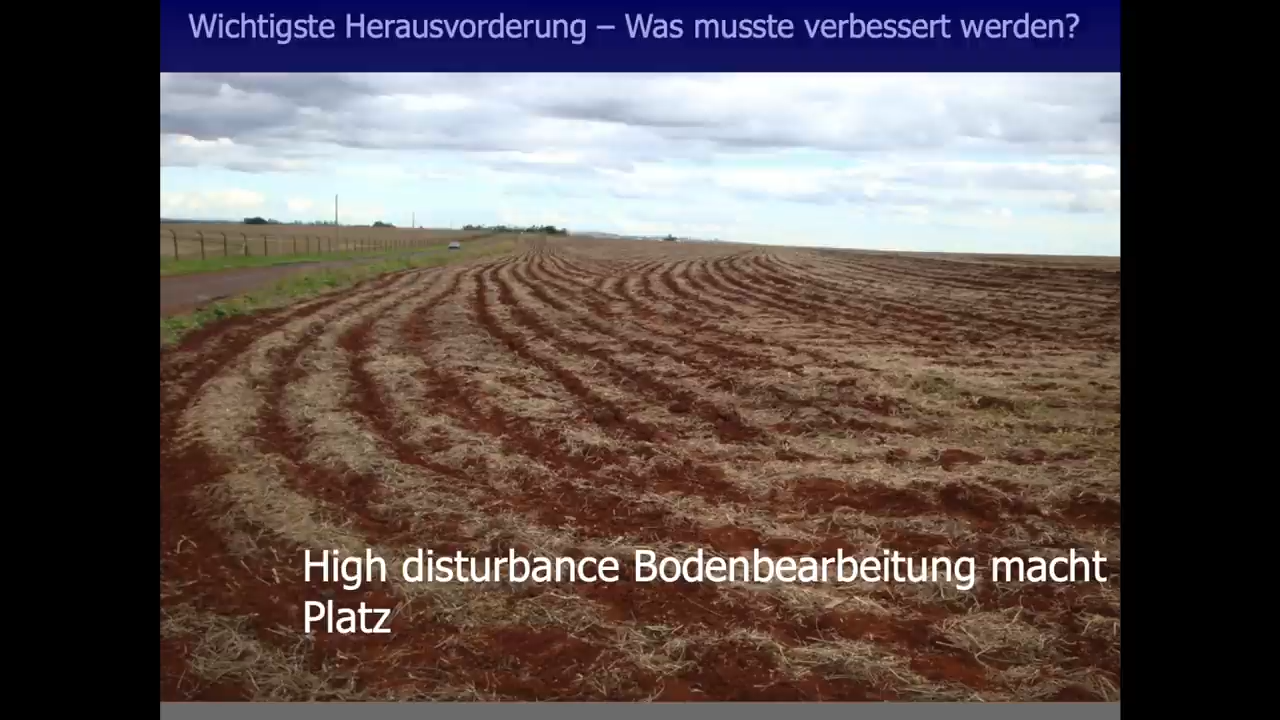 Wichtigste Herausvorderung – Was musste verbessert werden?
High disturbance Bodenbearbeitung macht
Platz